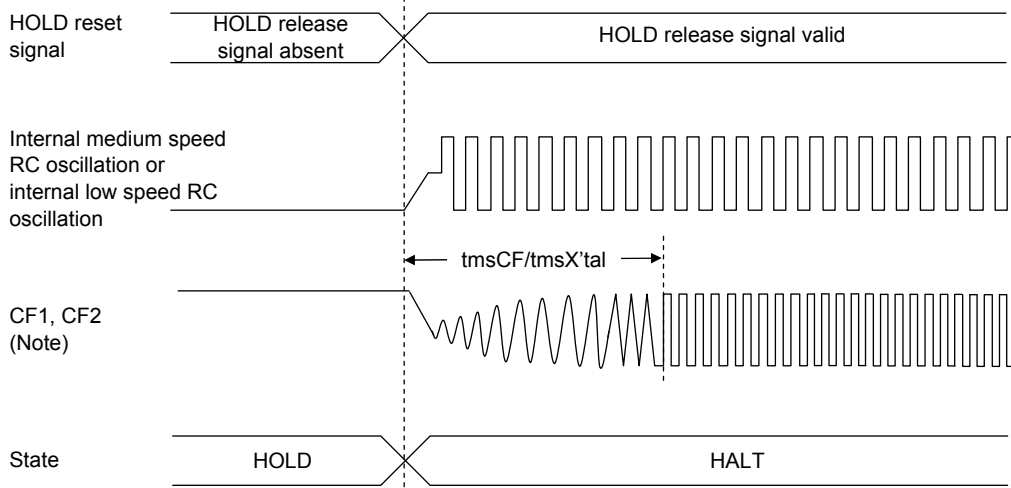 HOLD reset
signal
HOLD release
signal absent
HOLD release signal valid
Internal medium speed
RC oscillation or
internal low speed RC
oscillation
tmsCF/tmsX'tal
CF1, CF2
(Note)
State
HOLD
HALT